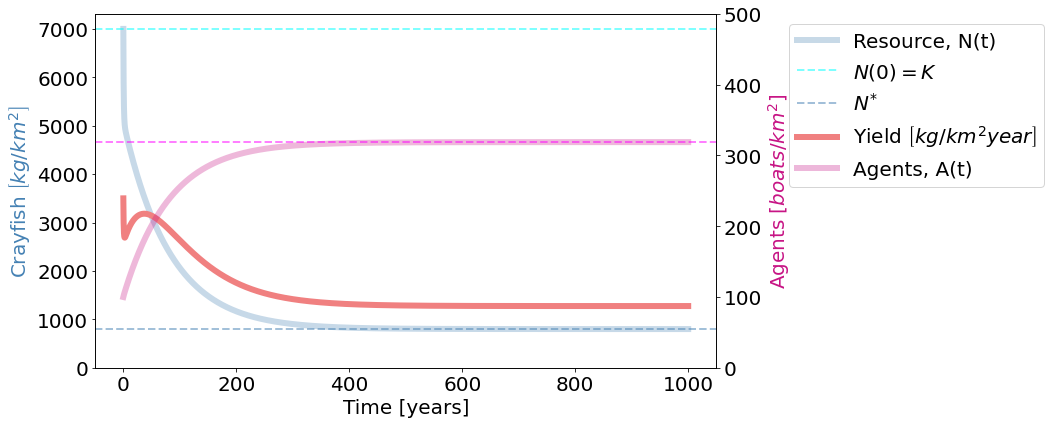 7000
6000
5000
4000
3000
2000
1000
0
Crayfish [kg/km²]
0 200 400 600 800 1000
Time [years]
500
400
300
200
100
0
Agents [boats/km²]
Resource, N(t)
N(0) = K
N*
Yield [kg/km²year]
Agents, A(t)